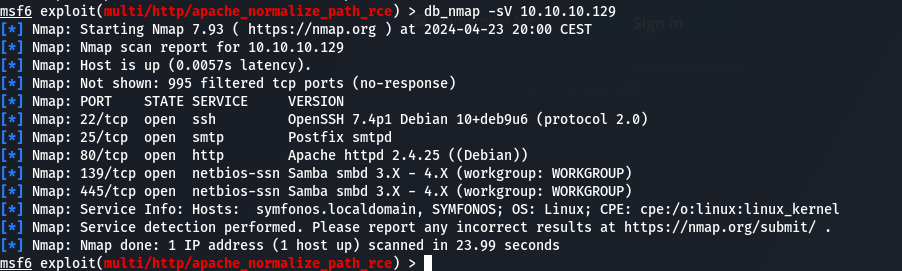 msf6 exploit(multi/http/apache_normalize_path_rce) > db_nmap -sV 10.10.10.129
[*] Nmap: Starting Nmap 7.93 ( https://nmap.org ) at 2024-04-23 20:00 CEST
[*] Nmap: Nmap scan report for 10.10.10.129
[*] Nmap: Host is up (0.0057s latency).
[*] Nmap: Not shown: 995 filtered tcp ports (no-response)
[*] Nmap: PORT    STATE SERVICE     VERSION
[*] Nmap: 22/tcp  open  ssh         OpenSSH 7.4p1 Debian 10+deb9u6 (protocol 2.0)
[*] Nmap: 25/tcp  open  smtp        Postfix smtpd
[*] Nmap: 80/tcp  open  http        Apache httpd 2.4.25 ((Debian))
[*] Nmap: 139/tcp open  netbios-ssn Samba smbd 3.X - 4.X (workgroup: WORKGROUP)
[*] Nmap: 445/tcp open  netbios-ssn Samba smbd 3.X - 4.X (workgroup: WORKGROUP)
[*] Nmap: Service Info: Hosts:  symfonos.localdomain, SYMFONOS; OS: Linux; CPE: cpe:/o:linux:linux_kernel
[*] Nmap: Service detection performed. Please report any incorrect results at https://nmap.org/submit/ .
[*] Nmap: Nmap done: 1 IP address (1 host up) scanned in 23.99 seconds
msf6 exploit(multi/http/apache_normalize_path_rce) >
Sign in